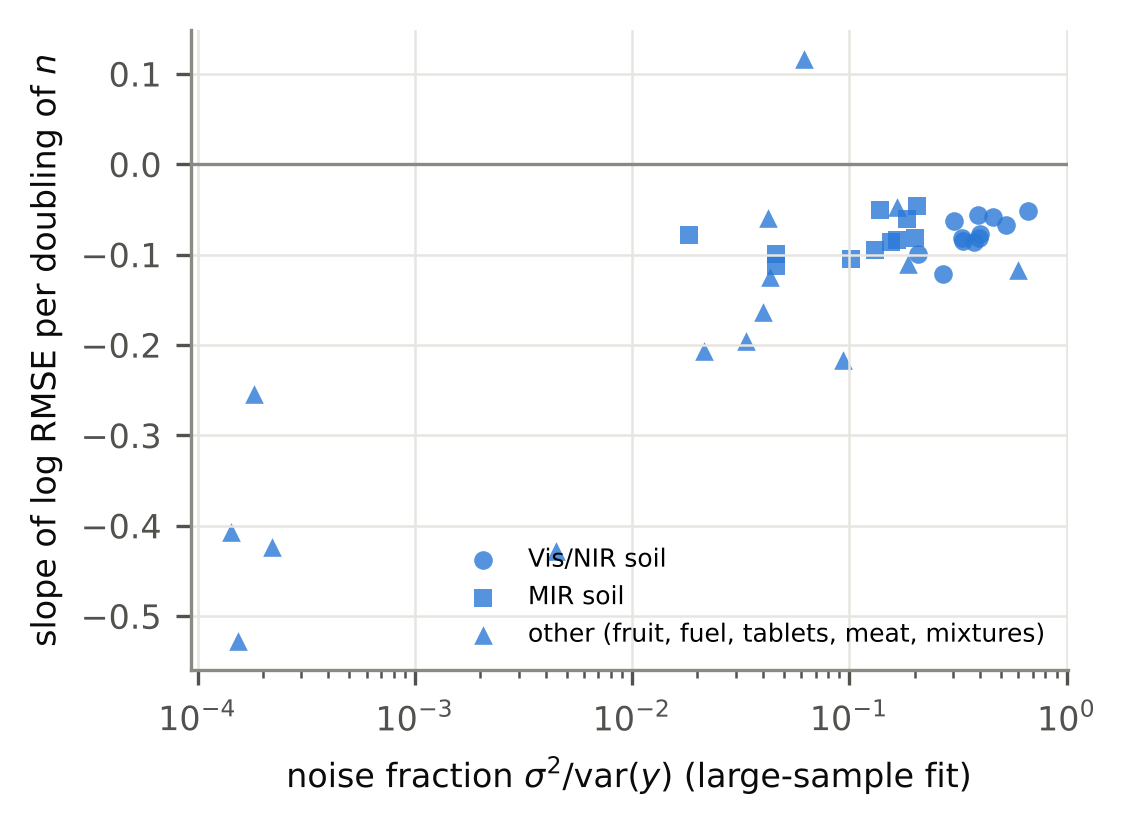 slope of log RMSE per doubling of n
0.1
0.0
−0.1
−0.2
−0.3
−0.4
−0.5
Vis/NIR soil
MIR soil
other (fruit, fuel, tablets, meat, mixtures)
10⁻⁴ 10⁻³ 10⁻² 10⁻¹ 10⁰
noise fraction σ²/var(y) (large-sample fit)